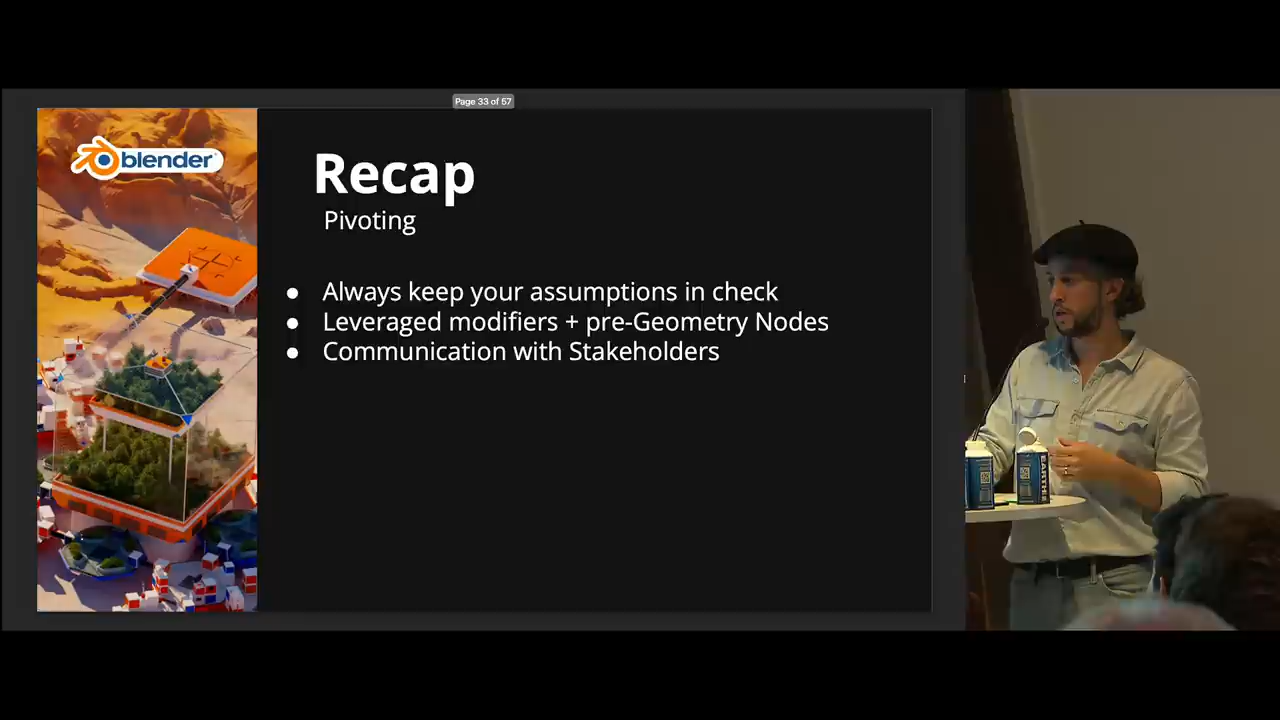 Page 33 of 57
blender
Recap
Pivoting
● Always keep your assumptions in check
● Leveraged modifiers + pre-Geometry Nodes
● Communication with Stakeholders
EARTH